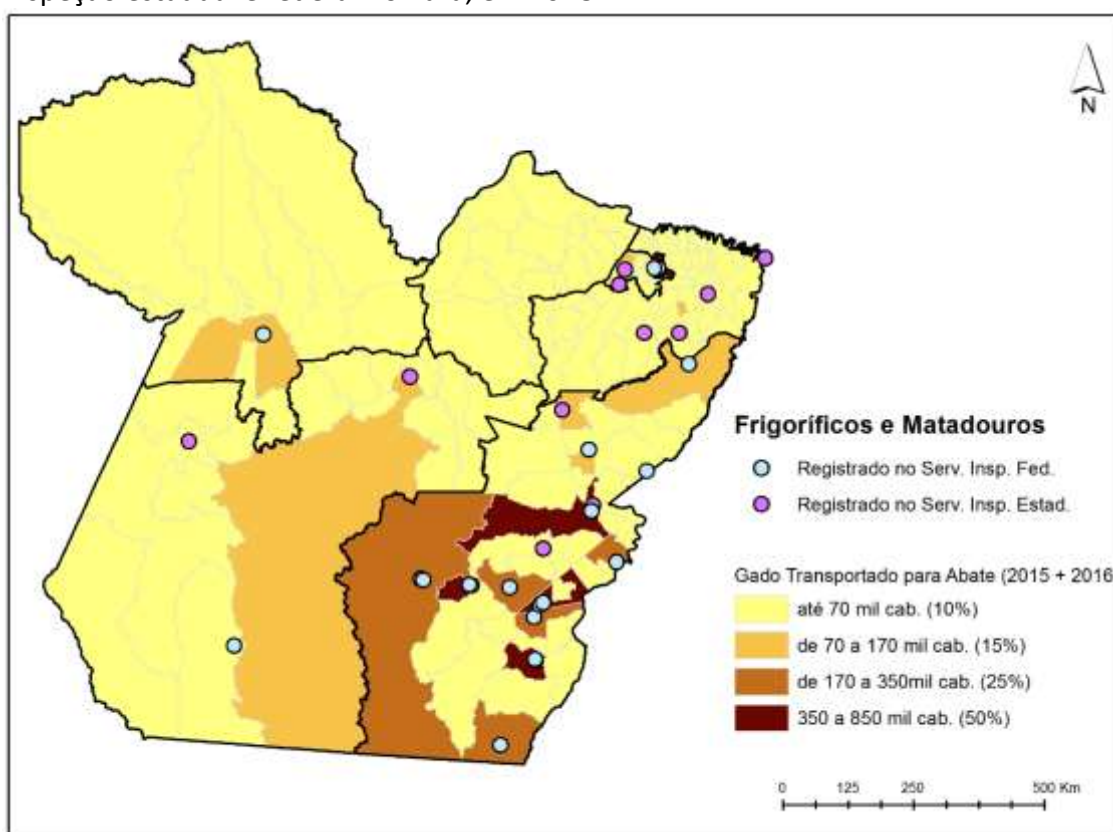 N
Frigoríficos e Matadouros
Registrado no Serv. Insp. Fed.
Registrado no Serv. Insp. Estad.
Gado Transportado para Abate (2015 + 2016
até 70 mil cab. (10%)
de 70 a 170 mil cab. (15%)
de 170 a 350mil cab. (25%)
350 a 850 mil cab. (50%)
0 125 250 500 Km